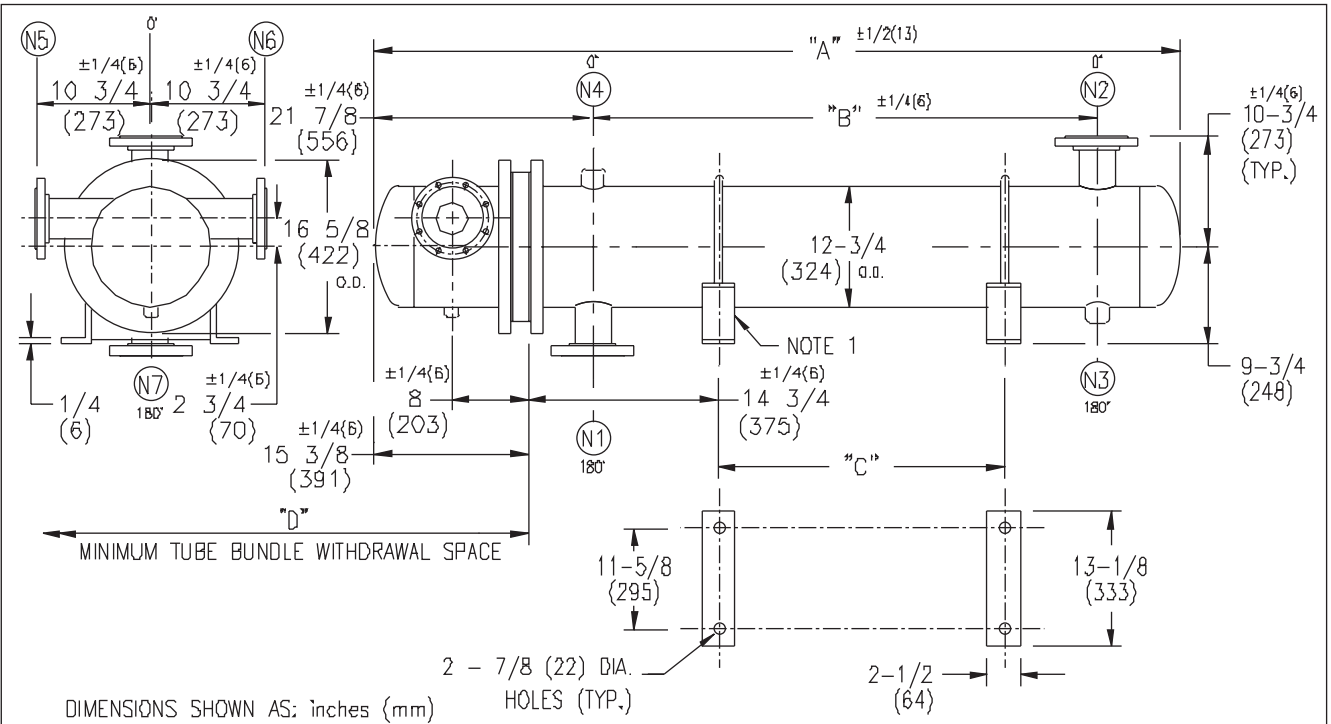 N5
0°
N6
±1/4(6)
10 3/4
(273)
±1/4(6)
10 3/4
(273)
±1/4(6)
21 7/8
(556)
"A" ±1/2(13)
0°
N4
"B" ±1/4(6)
0°
N2
±1/4(6)
10-3/4
(273)
(TYP.)
16 5/8
(422)
O.D.
12-3/4
(324) O.D.
NOTE 1
9-3/4
(248)
N3
180°
1/4
(6)
N7
180°
±1/4(6)
2 3/4
(70)
±1/4(6)
8
(203)
±1/4(6)
14 3/4
(375)
N1
180°
±1/4(6)
15 3/8
(391)
"C"
"D"
MINIMUM TUBE BUNDLE WITHDRAWAL SPACE
11-5/8
(295)
13-1/8
(333)
2 - 7/8 (22) DIA.
HOLES (TYP.)
2-1/2
(64)
DIMENSIONS SHOWN AS: inches (mm)